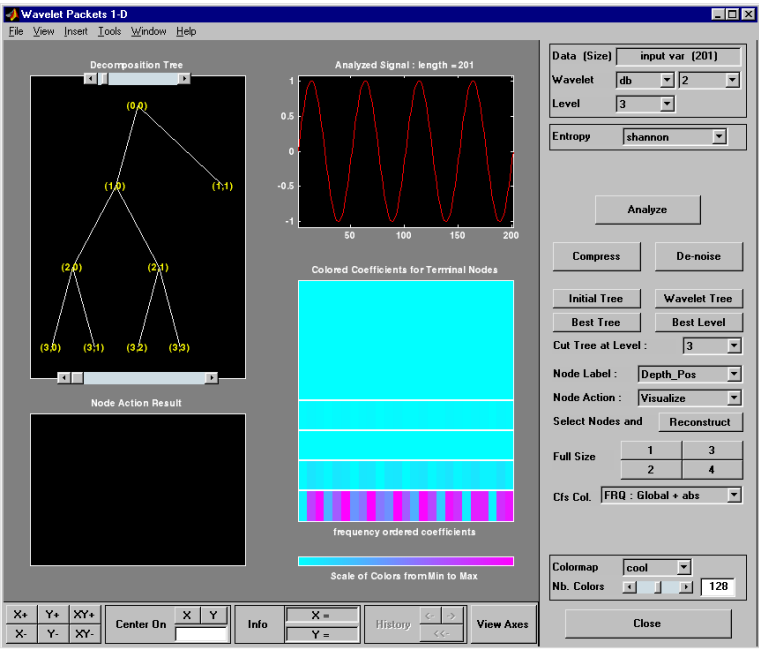 Wavelet Packets 1-D
File View Insert Tools Window Help
Decomposition Tree
(0,0)
(1,0) (1,1)
(2,0) (2,1)
(3,0) (3,1) (3,2) (3,3)
Node Action Result
Analyzed Signal : length = 201
1
0.5
0
-0.5
-1
50 100 150 200
Colored Coefficients for Terminal Nodes
frequency ordered coefficients
Scale of Colors from Min to Max
Data (Size) input var (201)
Wavelet db 2
Level 3
Entropy shannon
Analyze
Compress De-noise
Initial Tree Wavelet Tree
Best Tree Best Level
Cut Tree at Level : 3
Node Label : Depth_Pos
Node Action : Visualize
Select Nodes and Reconstruct
Full Size 1 3
2 4
Cfs Col. FRQ : Global + abs
Colormap cool
Nb. Colors 128
Close
X+ Y+ XY+
X- Y- XY-
Center On X Y
Info X =
Y =
History <- ->
<<-
View Axes